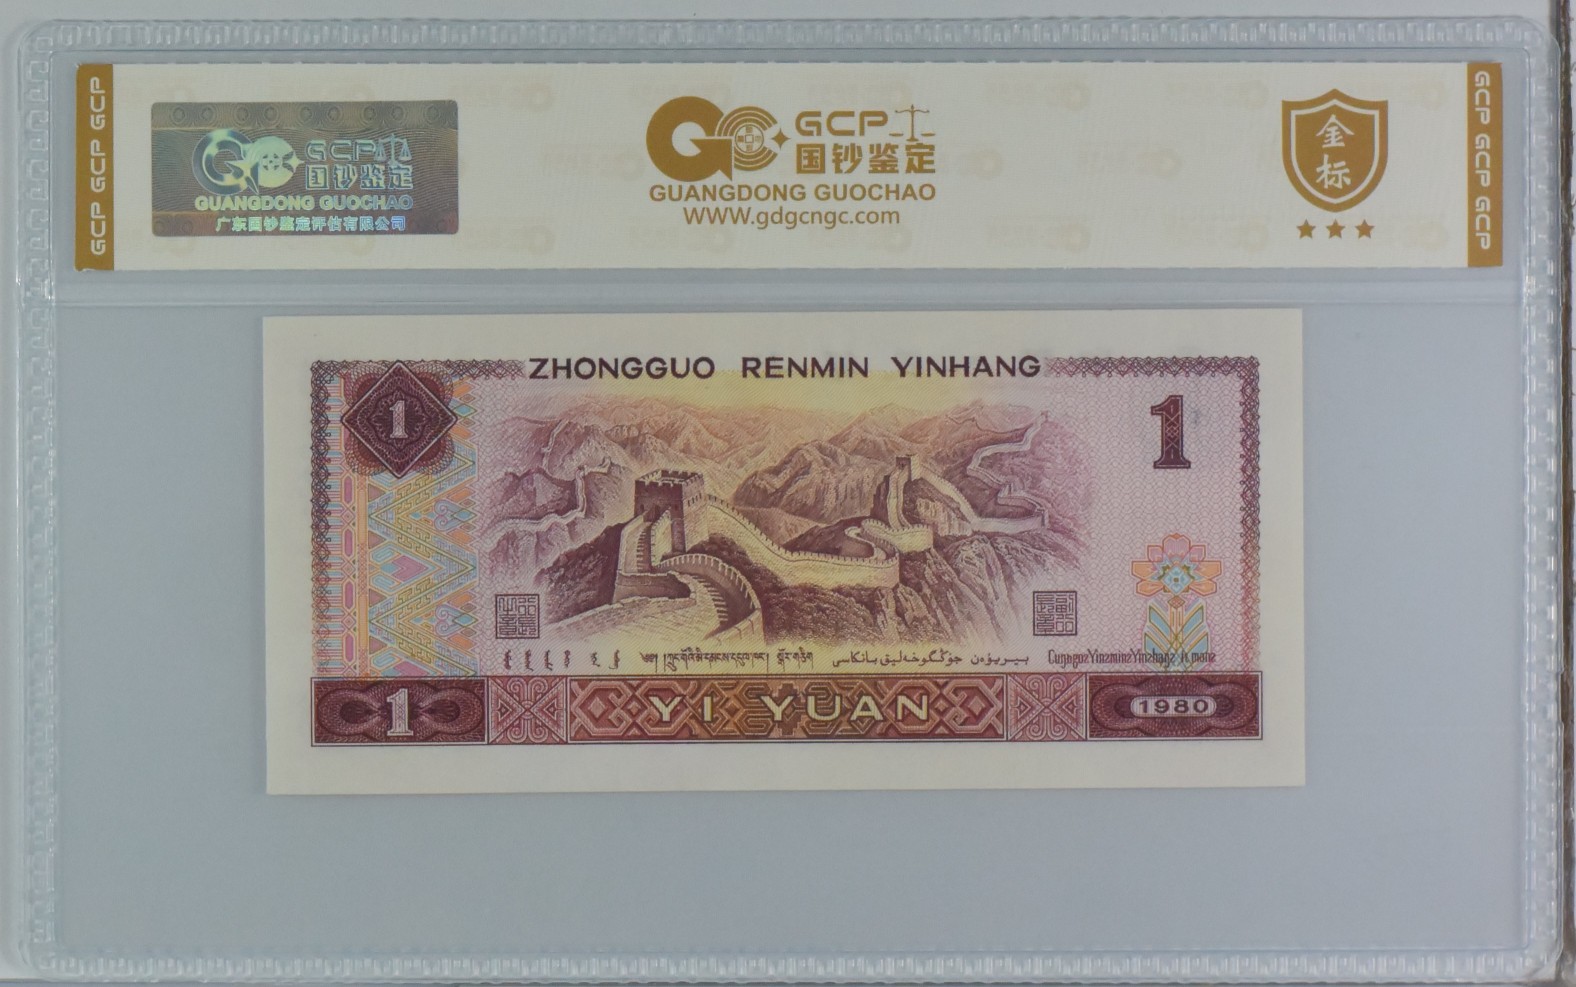 GCP GCP GCP
GCP
国钞鉴定
GUANGDONG GUOCHAO
广东国钞鉴定评估有限公司
GCP
国钞鉴定
GUANGDONG GUOCHAO
WWW.gdgcngc.com
金标
GCP GCP GCP
ZHONGGUO RENMIN YINHANG
1
1
1
YI YUAN
1980